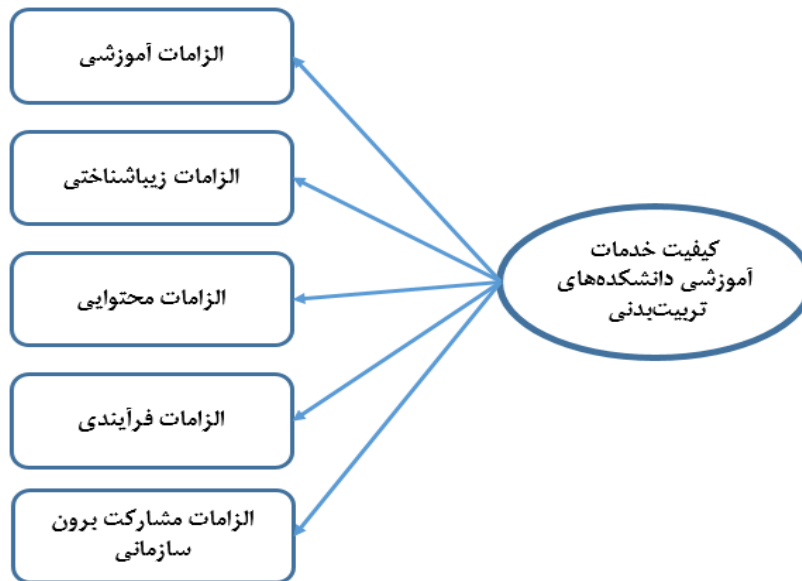 الزامات آموزشی
الزامات زیباشناختی
کیفیت خدمات
آموزشی دانشکده‌های
تربیت‌بدنی
الزامات محتوایی
الزامات فرآیندی
الزامات مشارکت برون
سازمانی